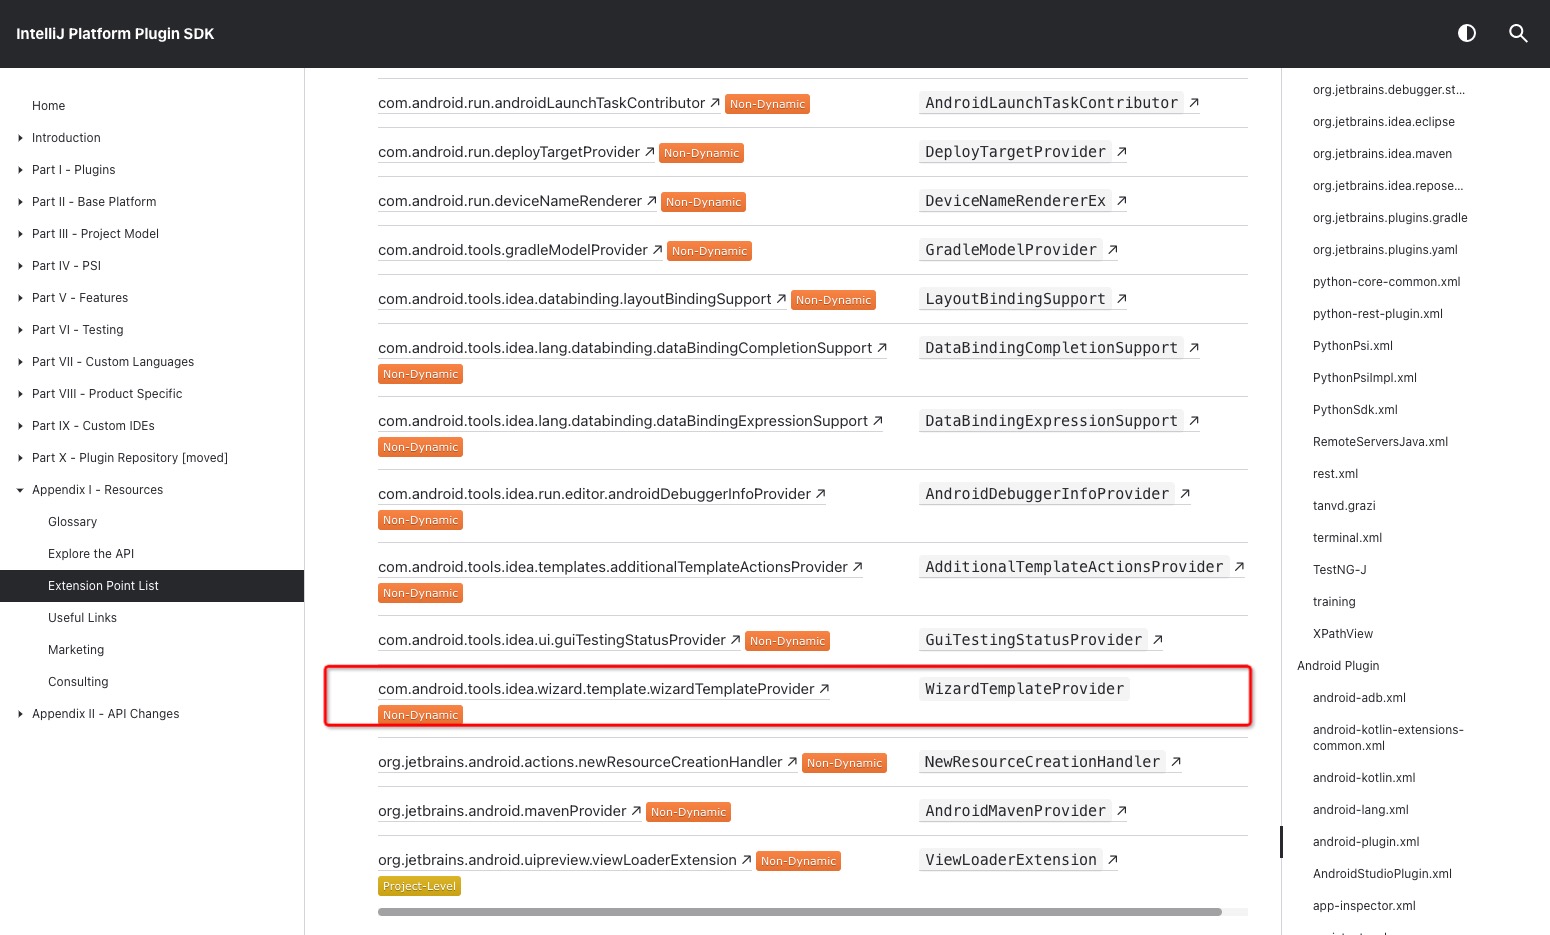 IntelliJ Platform Plugin SDK
Home
Introduction
Part I - Plugins
Part II - Base Platform
Part III - Project Model
Part IV - PSI
Part V - Features
Part VI - Testing
Part VII - Custom Languages
Part VIII - Product Specific
Part IX - Custom IDEs
Part X - Plugin Repository [moved]
Appendix I - Resources
Glossary
Explore the API
Extension Point List
Useful Links
Marketing
Consulting
Appendix II - API Changes
com.android.run.androidLaunchTaskContributor Non-Dynamic AndroidLaunchTaskContributor
com.android.run.deployTargetProvider Non-Dynamic DeployTargetProvider
com.android.run.deviceNameRenderer Non-Dynamic DeviceNameRendererEx
com.android.tools.gradleModelProvider Non-Dynamic GradleModelProvider
com.android.tools.idea.databinding.layoutBindingSupport Non-Dynamic LayoutBindingSupport
com.android.tools.idea.lang.databinding.dataBindingCompletionSupport DataBindingCompletionSupport
Non-Dynamic
com.android.tools.idea.lang.databinding.dataBindingExpressionSupport DataBindingExpressionSupport
Non-Dynamic
com.android.tools.idea.run.editor.androidDebuggerInfoProvider AndroidDebuggerInfoProvider
Non-Dynamic
com.android.tools.idea.templates.additionalTemplateActionsProvider AdditionalTemplateActionsProvider
Non-Dynamic
com.android.tools.idea.ui.guiTestingStatusProvider Non-Dynamic GuiTestingStatusProvider
com.android.tools.idea.wizard.template.wizardTemplateProvider WizardTemplateProvider
Non-Dynamic
org.jetbrains.android.actions.newResourceCreationHandler Non-Dynamic NewResourceCreationHandler
org.jetbrains.android.mavenProvider Non-Dynamic AndroidMavenProvider
org.jetbrains.android.uipreview.viewLoaderExtension Non-Dynamic ViewLoaderExtension
Project-Level
org.jetbrains.debugger.st...
org.jetbrains.idea.eclipse
org.jetbrains.idea.maven
org.jetbrains.idea.repose...
org.jetbrains.plugins.gradle
org.jetbrains.plugins.yaml
python-core-common.xml
python-rest-plugin.xml
PythonPsi.xml
PythonPsiImpl.xml
PythonSdk.xml
RemoteServersJava.xml
rest.xml
tanvd.grazi
terminal.xml
TestNG-J
training
XPathView
Android Plugin
android-adb.xml
android-kotlin-extensions-
common.xml
android-kotlin.xml
android-lang.xml
android-plugin.xml
AndroidStudioPlugin.xml
app-inspector.xml